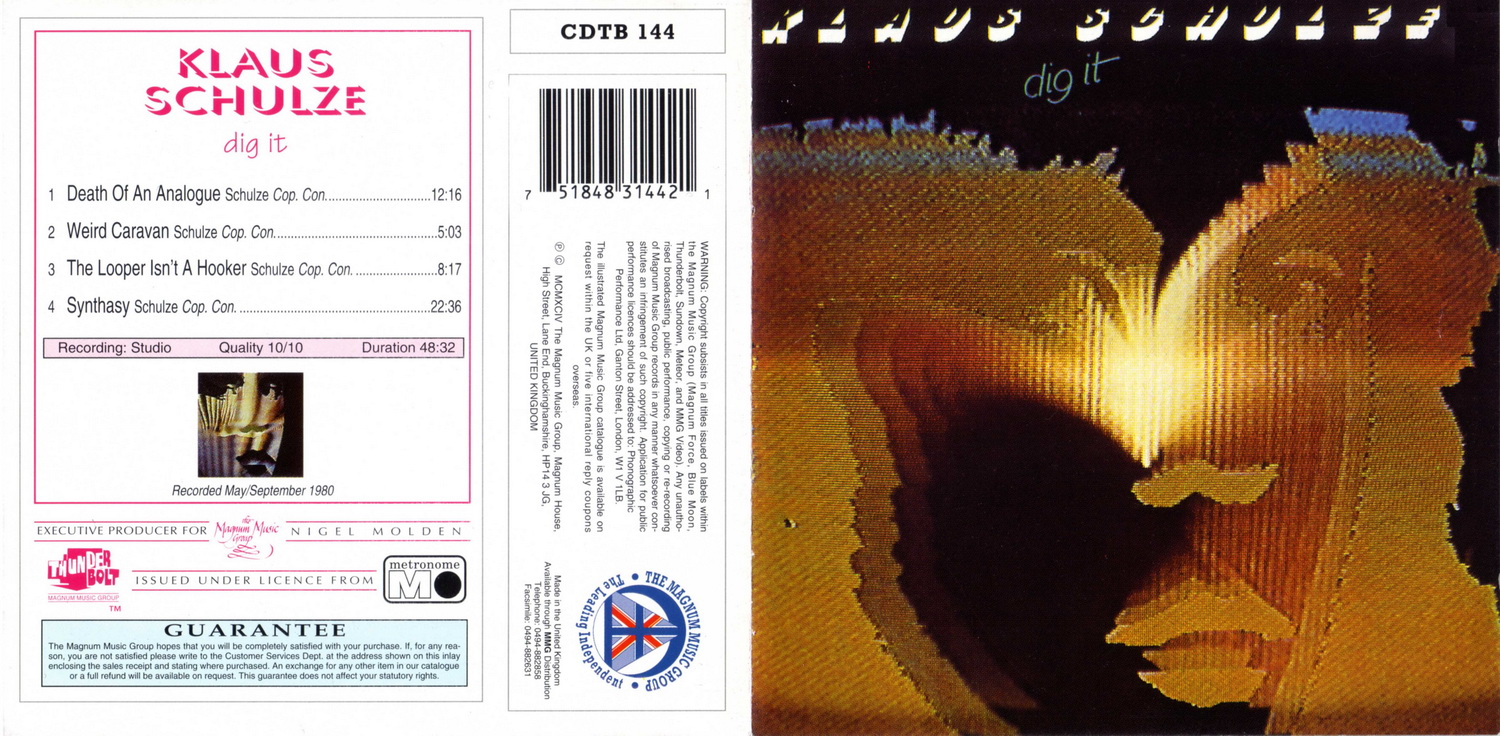 KLAUS
SCHULZE
dig it
1 Death Of An Analogue Schulze Cop. Con. 12:16
2 Weird Caravan Schulze Cop. Con. 5:03
3 The Looper Isn't A Hooker Schulze Cop. Con. 8:17
4 Synthasy Schulze Cop. Con. 22:36
Recording: Studio Quality 10/10 Duration 48:32
Recorded May/September 1980
EXECUTIVE PRODUCER FOR the Magnum Music Group NIGEL MOLDEN
THUNDER
BOLT
MAGNUM MUSIC GROUP
TM
ISSUED UNDER LICENCE FROM
metronome
M
GUARANTEE
The Magnum Music Group hopes that you will be completely satisfied with your purchase. If, for any rea-
son, you are not satisfied please write to the Customer Services Dept. at the address shown on this inlay
enclosing the sales receipt and stating where purchased. An exchange for any other item in our catalogue
or a full refund will be available on request. This guarantee does not affect your statutory rights.
CDTB 144
7 51848 31442 1
WARNING: Copyright subsists in all titles issued on labels within
the Magnum Music Group (Magnum Force, Blue Moon,
Thunderbolt, Sundown, Meteor, and MMG Video). Any unautho-
rised broadcasting, public performance, copying or re-recording
of Magnum Music Group records in any manner whatsoever con-
stitutes an infringement of such copyright. Application for public
performance licences should be addressed to: Phonographic
Performance Ltd, Ganton Street, London, W1 V 1LB.
The illustrated Magnum Music Group catalogue is available on
request within the UK or five international reply coupons
overseas.
℗ © MCMXCIV The Magnum Music Group, Magnum House,
High Street, Lane End, Buckinghamshire, HP14 3 JG.
UNITED KINGDOM
Made in the United Kingdom
Available through MMG Distribution
Telephone: 0494-882858
Facsimile: 0494-882631
THE MAGNUM MUSIC GROUP
The Leading Independent
KLAUS SCHULZE
dig it